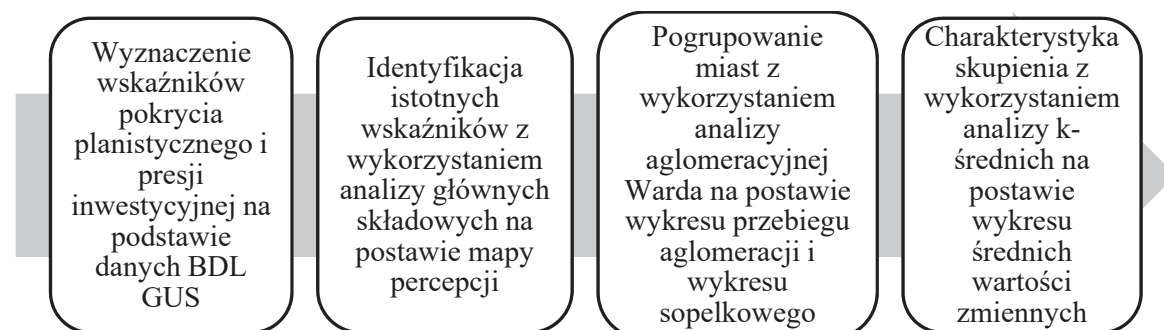 Wyznaczenie
wskaźników
pokrycia
planistycznego i
presji
inwestycyjnej na
podstawie
danych BDL
GUS
Identyfikacja
istotnych
wskaźników z
wykorzystaniem
analizy głównych
składowych na
postawie mapy
percepcji
Pogrupowanie
miast z
wykorzystaniem
analizy
aglomeracyjnej
Warda na postawie
wykresu przebiegu
aglomeracji i
wykresu
sopelkowego
Charakterystyka
skupienia z
wykorzystaniem
analizy k-
średnich na
postawie
wykresu
średnich
wartości
zmiennych